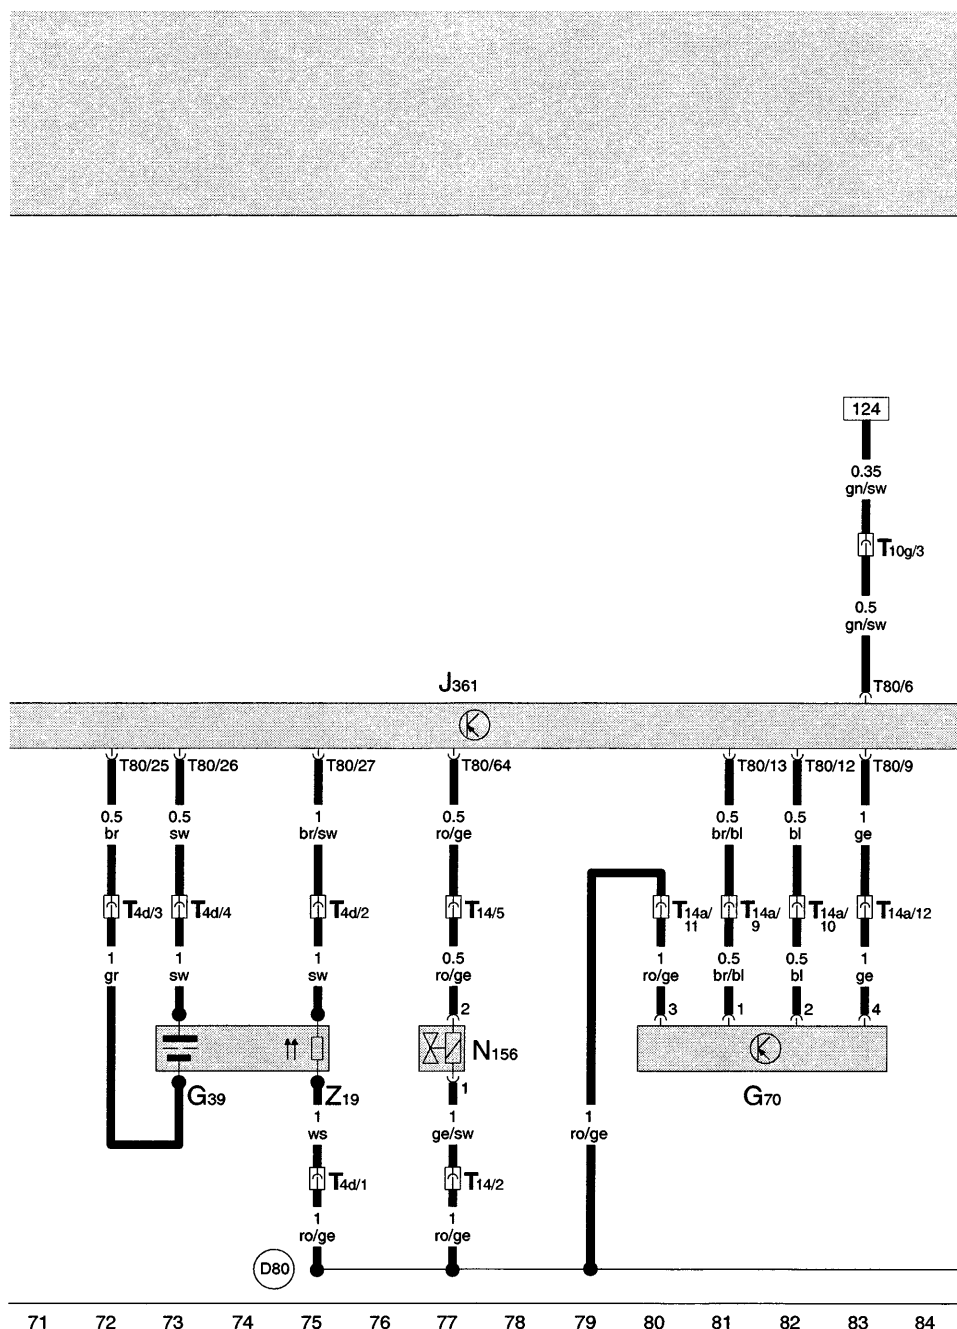 124
0.35
gn/sw
T10g/3
0.5
gn/sw
J361
T80/6
T80/25 T80/26 T80/27 T80/64 T80/13 T80/12 T80/9
0.5 0.5 1 0.5 0.5 0.5 1
br sw br/sw ro/ge br/bl bl ge
T4d/3 T4d/4 T4d/2 T14/5 T14a/11 T14a/9 T14a/10 T14a/12
1 1 1 0.5 1 0.5 0.5 1
gr sw sw ro/ge ro/ge br/bl bl ge
2 3 1 2 4
N156
G39 Z19 1 G70
1 1 1
ws ge/sw ro/ge
T4d/1 T14/2
1 1
ro/ge ro/ge
D80
71 72 73 74 75 76 77 78 79 80 81 82 83 84